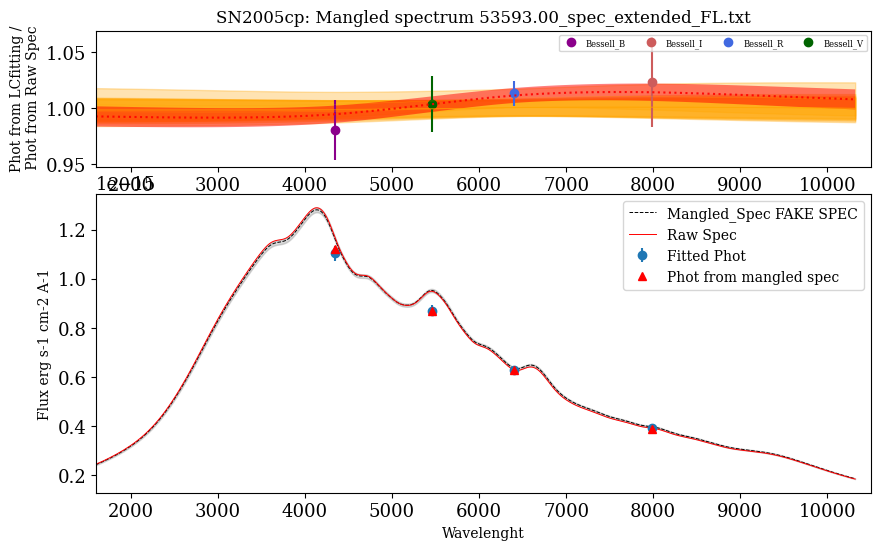 SN2005cp: Mangled spectrum 53593.00_spec_extended_FL.txt
Phot from LCfitting /
Phot from Raw Spec
1.05
1.00
0.95
Bessell_B
Bessell_I
Bessell_R
Bessell_V
2000 3000 4000 5000 6000 7000 8000 9000 10000
1e−15
Flux erg s-1 cm-2 A-1
1.2
1.0
0.8
0.6
0.4
0.2
Mangled_Spec FAKE SPEC
Raw Spec
Fitted Phot
Phot from mangled spec
2000 3000 4000 5000 6000 7000 8000 9000 10000
Wavelenght